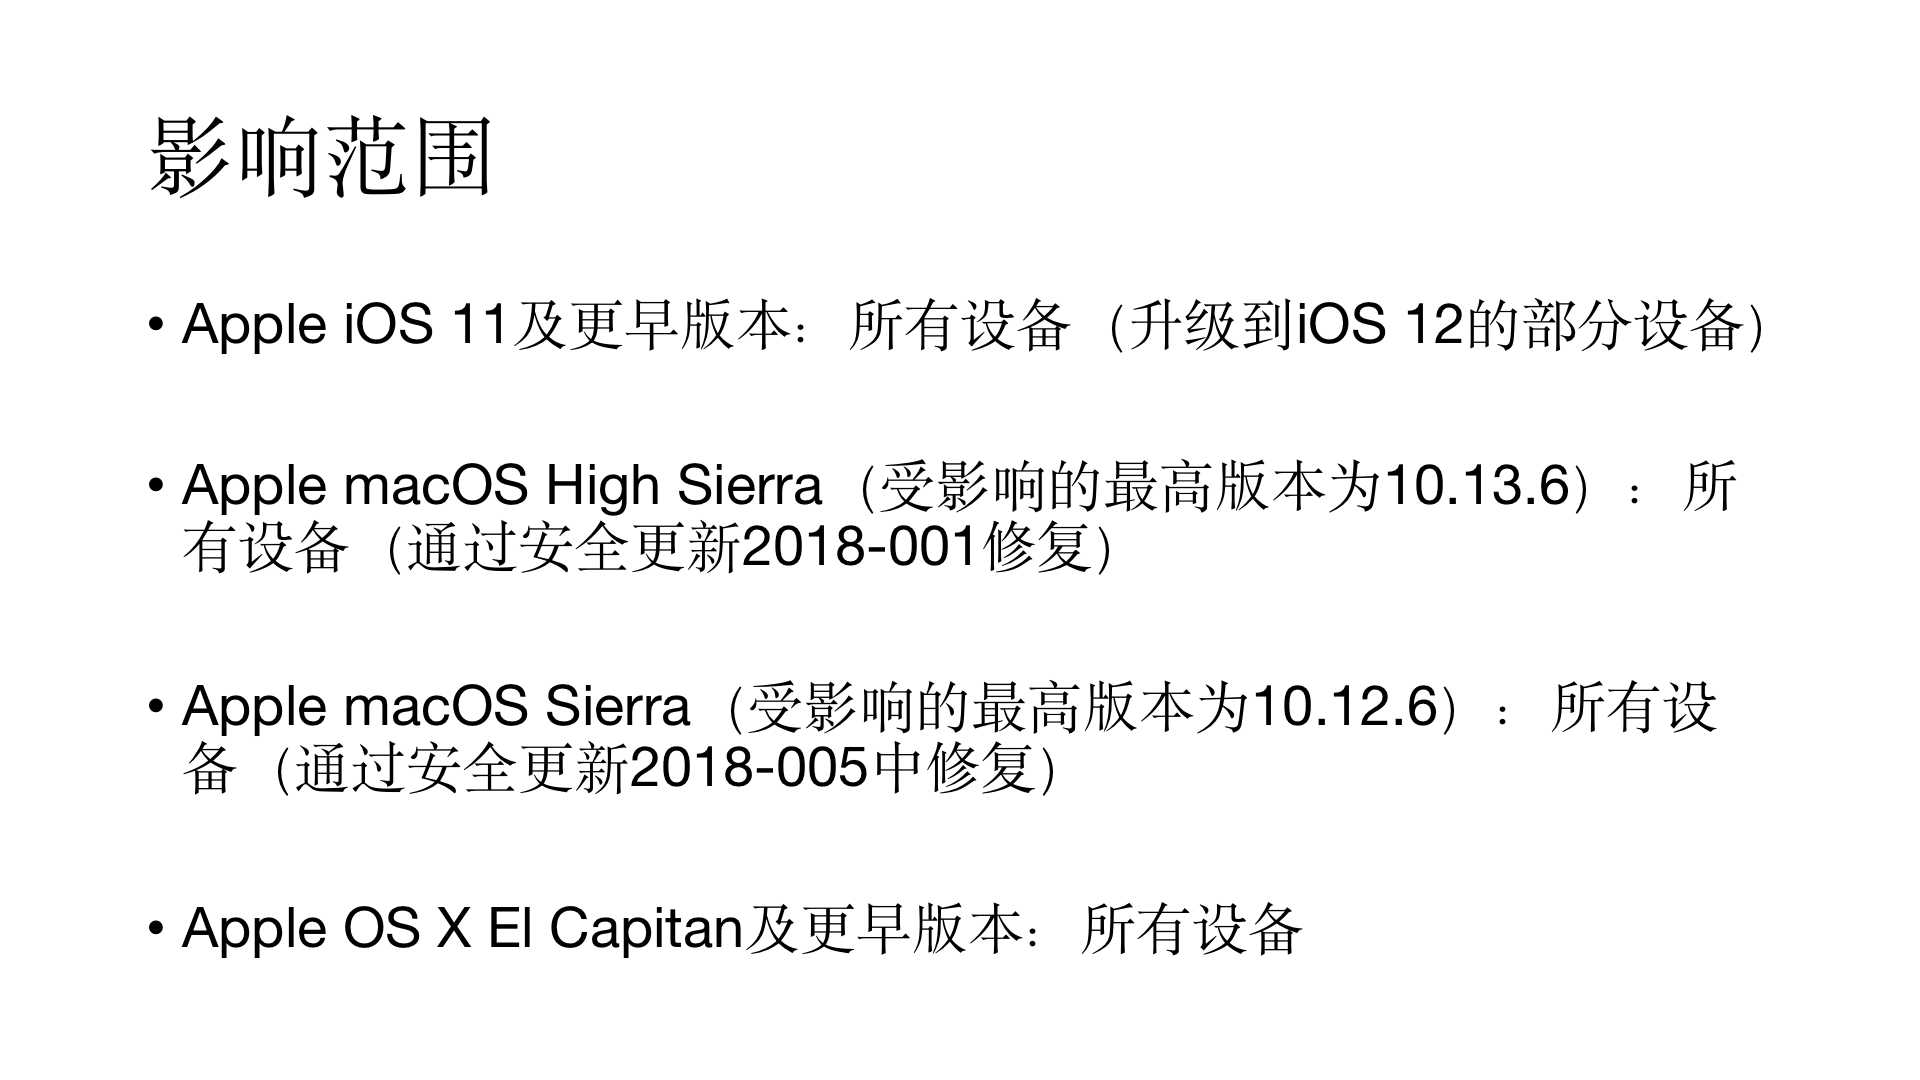 影响范围
• Apple iOS 11及更早版本： 所有设备（升级到iOS 12的部分设备）
• Apple macOS High Sierra（受影响的最高版本为10.13.6）： 所
有设备（通过安全更新2018-001修复）
• Apple macOS Sierra（受影响的最高版本为10.12.6）： 所有设
备（通过安全更新2018-005中修复）
• Apple OS X El Capitan及更早版本： 所有设备